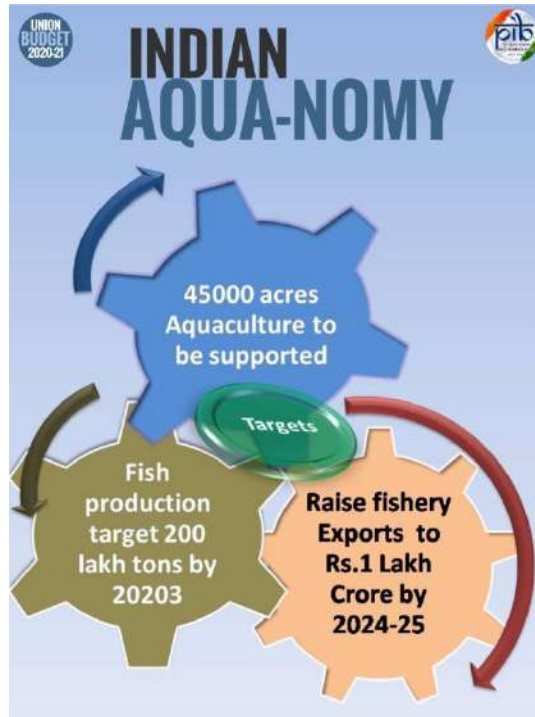 UNION
BUDGET
2020-21
pib
INDIAN
AQUA-NOMY
45000 acres
Aquaculture to
be supported
Targets
Fish
production
target 200
lakh tons by
20203
Raise fishery
Exports to
Rs.1 Lakh
Crore by
2024-25